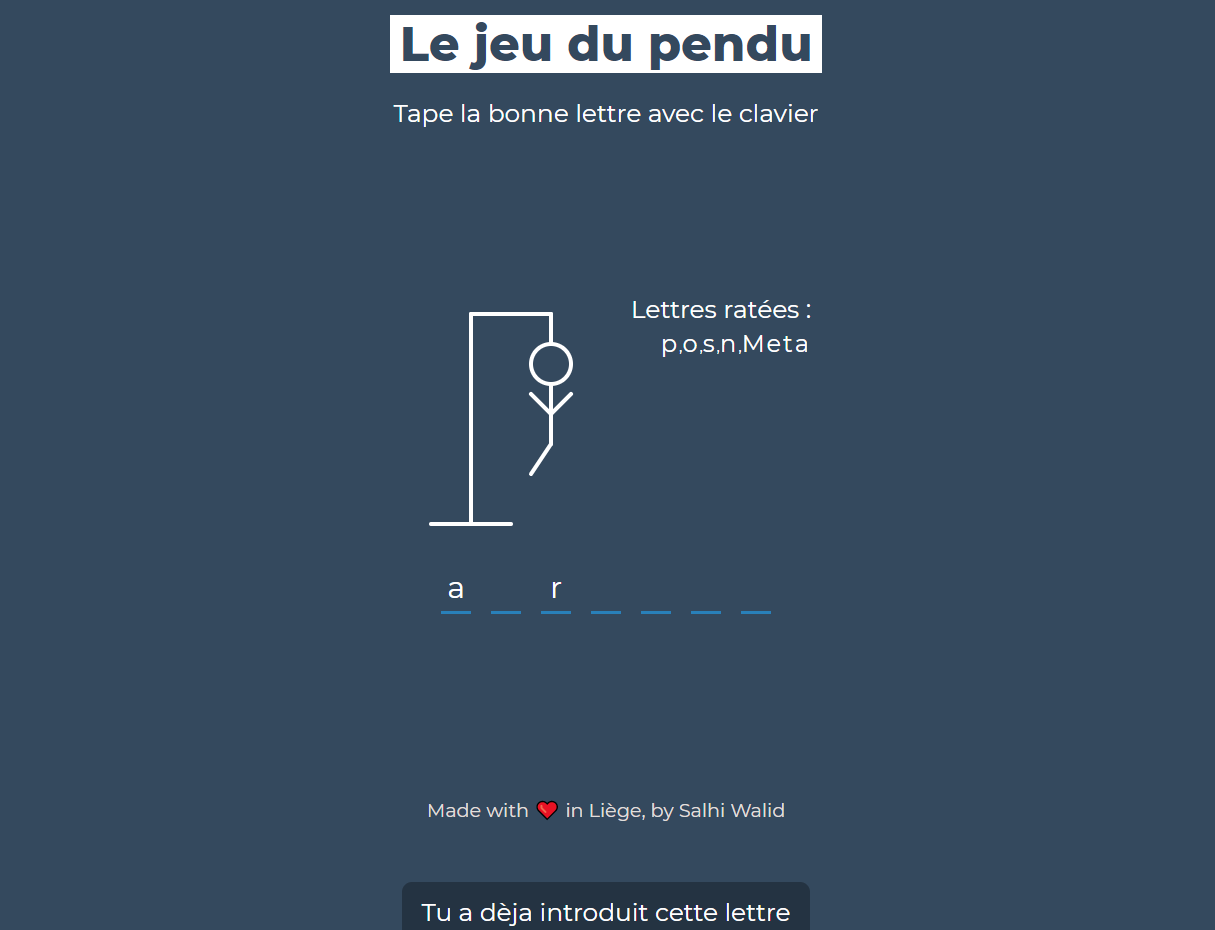 Le jeu du pendu
Tape la bonne lettre avec le clavier
Lettres ratées :
p,o,s,n,Meta
a _ r _ _ _ _
Made with ❤ in Liège, by Salhi Walid
Tu a dèja introduit cette lettre